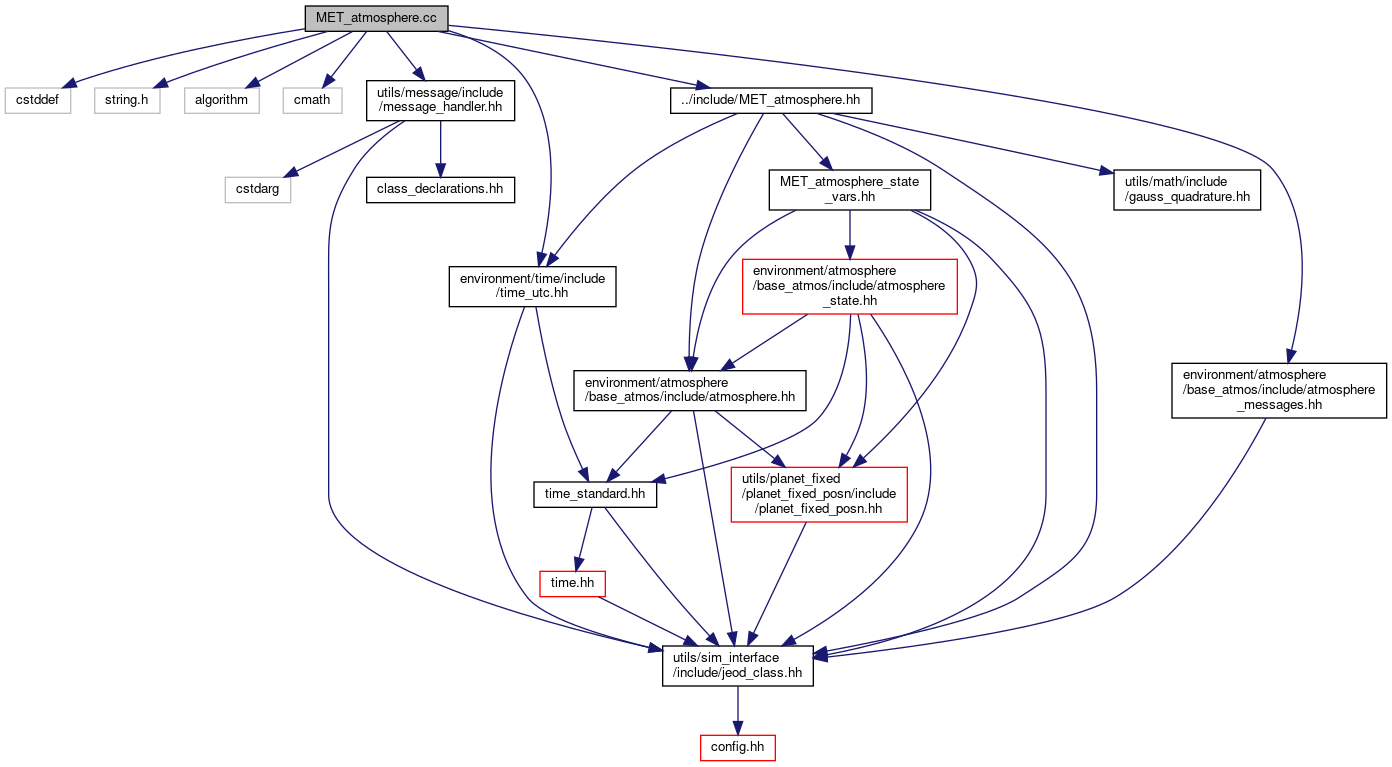 MET_atmosphere.cc
cstddef
string.h
algorithm
cmath
utils/message/include
/message_handler.hh
../include/MET_atmosphere.hh
cstdarg
class_declarations.hh
MET_atmosphere_state
_vars.hh
utils/math/include
/gauss_quadrature.hh
environment/time/include
/time_utc.hh
environment/atmosphere
/base_atmos/include/atmosphere
_state.hh
environment/atmosphere
/base_atmos/include/atmosphere.hh
environment/atmosphere
/base_atmos/include/atmosphere
_messages.hh
time_standard.hh
utils/planet_fixed
/planet_fixed_posn/include
/planet_fixed_posn.hh
time.hh
utils/sim_interface
/include/jeod_class.hh
config.hh